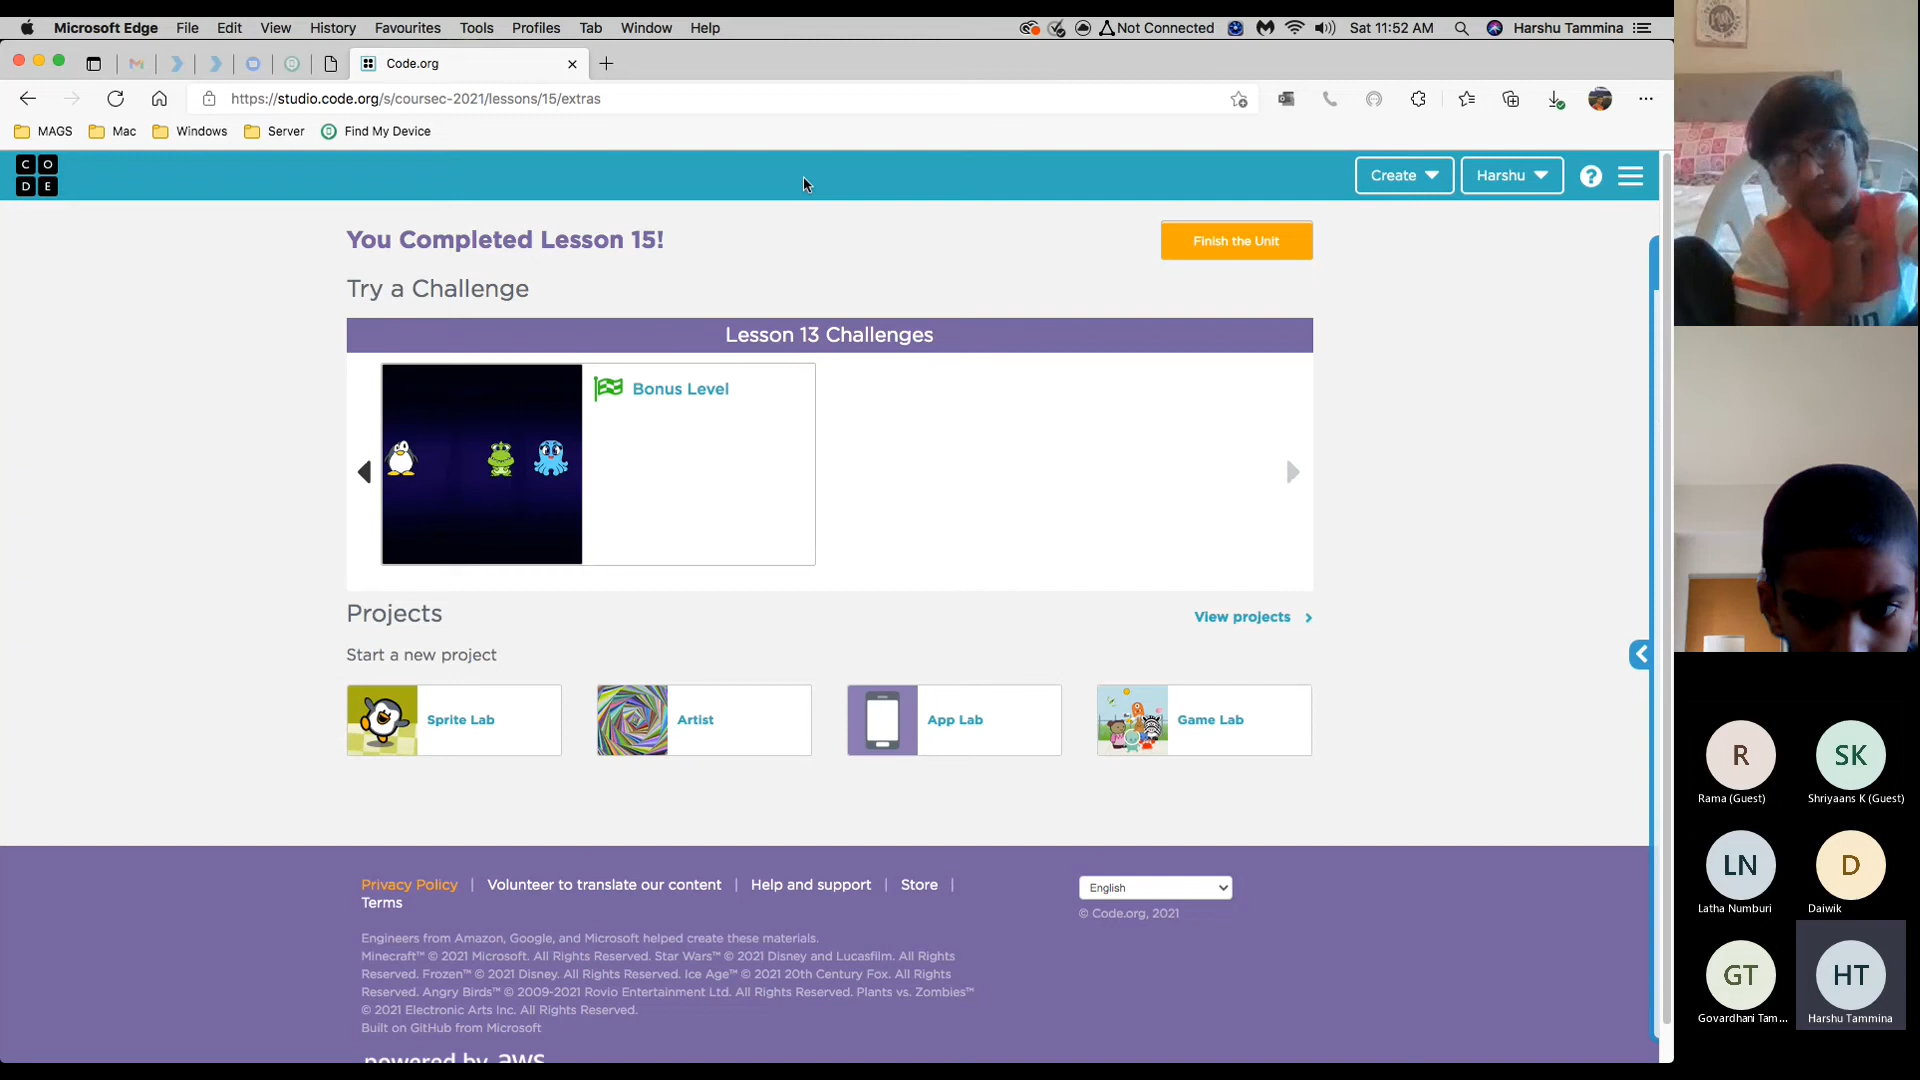 Microsoft Edge File Edit View History Favourites Tools Profiles Tab Window Help Not Connected Sat 11:52 AM Harshu Tammina
Code.org
https://studio.code.org/s/coursec-2021/lessons/15/extras
MAGS Mac Windows Server Find My Device
C O
D E
Create Harshu ?
You Completed Lesson 15!
Finish the Unit
Try a Challenge
Lesson 13 Challenges
Bonus Level
Projects
View projects
Start a new project
Sprite Lab Artist App Lab Game Lab
Privacy Policy | Volunteer to translate our content | Help and support | Store |
Terms
English
© Code.org, 2021
Engineers from Amazon, Google, and Microsoft helped create these materials.
Minecraft™ © 2021 Microsoft. All Rights Reserved. Star Wars™ © 2021 Disney and Lucasfilm. All Rights
Reserved. Frozen™ © 2021 Disney. All Rights Reserved. Ice Age™ © 2021 20th Century Fox. All Rights
Reserved. Angry Birds™ © 2009-2021 Rovio Entertainment Ltd. All Rights Reserved. Plants vs. Zombies™
© 2021 Electronic Arts Inc. All Rights Reserved.
Built on GitHub from Microsoft
powered by aws
R SK
Rama (Guest) Shriyaans K (Guest)
LN D
Latha Numburi Daiwik
GT HT
Govardhani Tam... Harshu Tammina